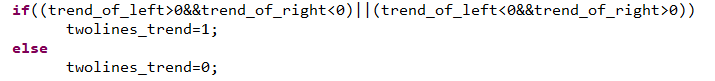 if((trend_of_left>0&&trend_of_right<0)||(trend_of_left<0&&trend_of_right>0))
    twolines_trend=1;
else
    twolines_trend=0;